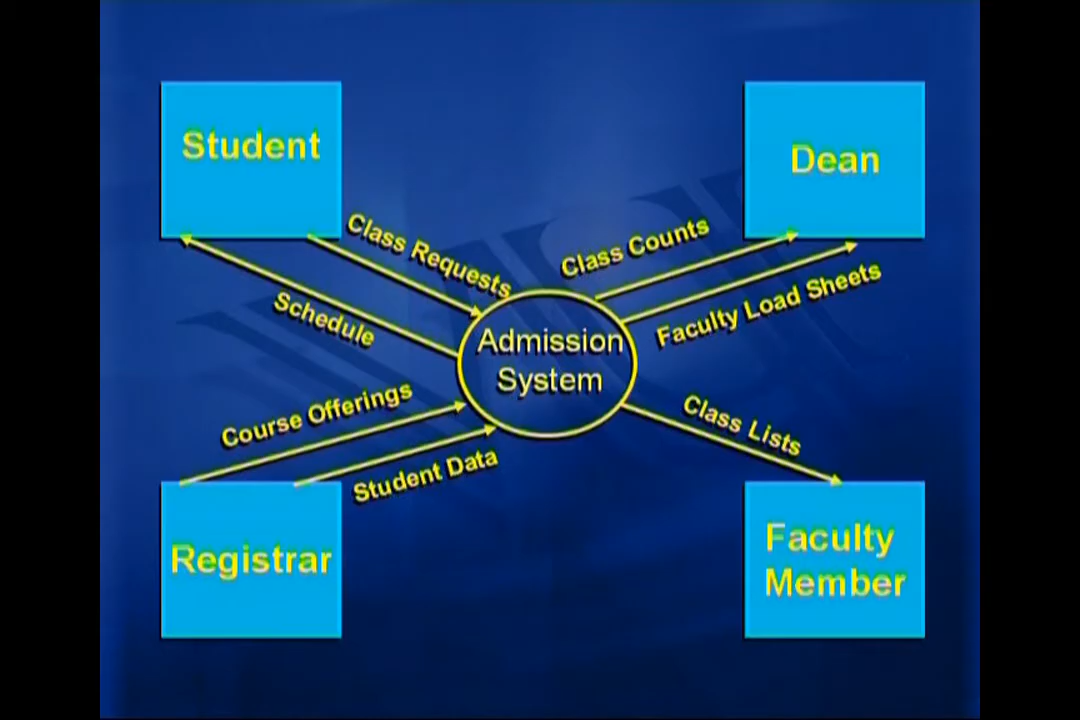 Student
Dean
Class Requests
Class Counts
Schedule
Faculty Load Sheets
Admission
System
Course Offerings
Class Lists
Student Data
Registrar
Faculty
Member